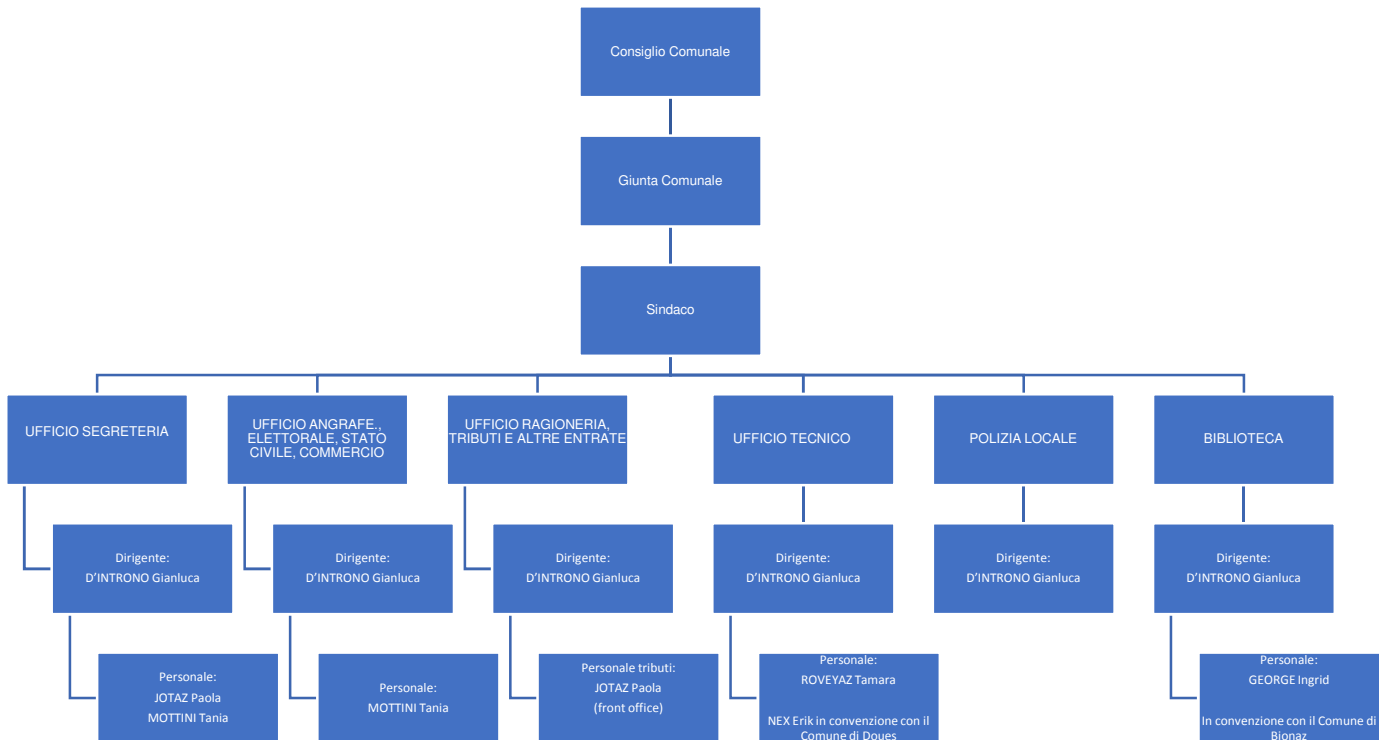 Consiglio Comunale
Giunta Comunale
Sindaco
UFFICIO SEGRETERIA
UFFICIO ANGRAFE.,
ELETTORALE, STATO
CIVILE, COMMERCIO
UFFICIO RAGIONERIA,
TRIBUTI E ALTRE ENTRATE
UFFICIO TECNICO
POLIZIA LOCALE
BIBLIOTECA
Dirigente:
D'INTRONO Gianluca
Dirigente:
D'INTRONO Gianluca
Dirigente:
D'INTRONO Gianluca
Dirigente:
D'INTRONO Gianluca
Dirigente:
D'INTRONO Gianluca
Dirigente:
D'INTRONO Gianluca
Personale:
JOTAZ Paola
MOTTINI Tania
Personale:
MOTTINI Tania
Personale tributi:
JOTAZ Paola
(front office)
Personale:
ROVEYAZ Tamara
NEX Erik in convenzione con il
Comune di Doues
Personale:
GEORGE Ingrid
In convenzione con il Comune di
Bionaz